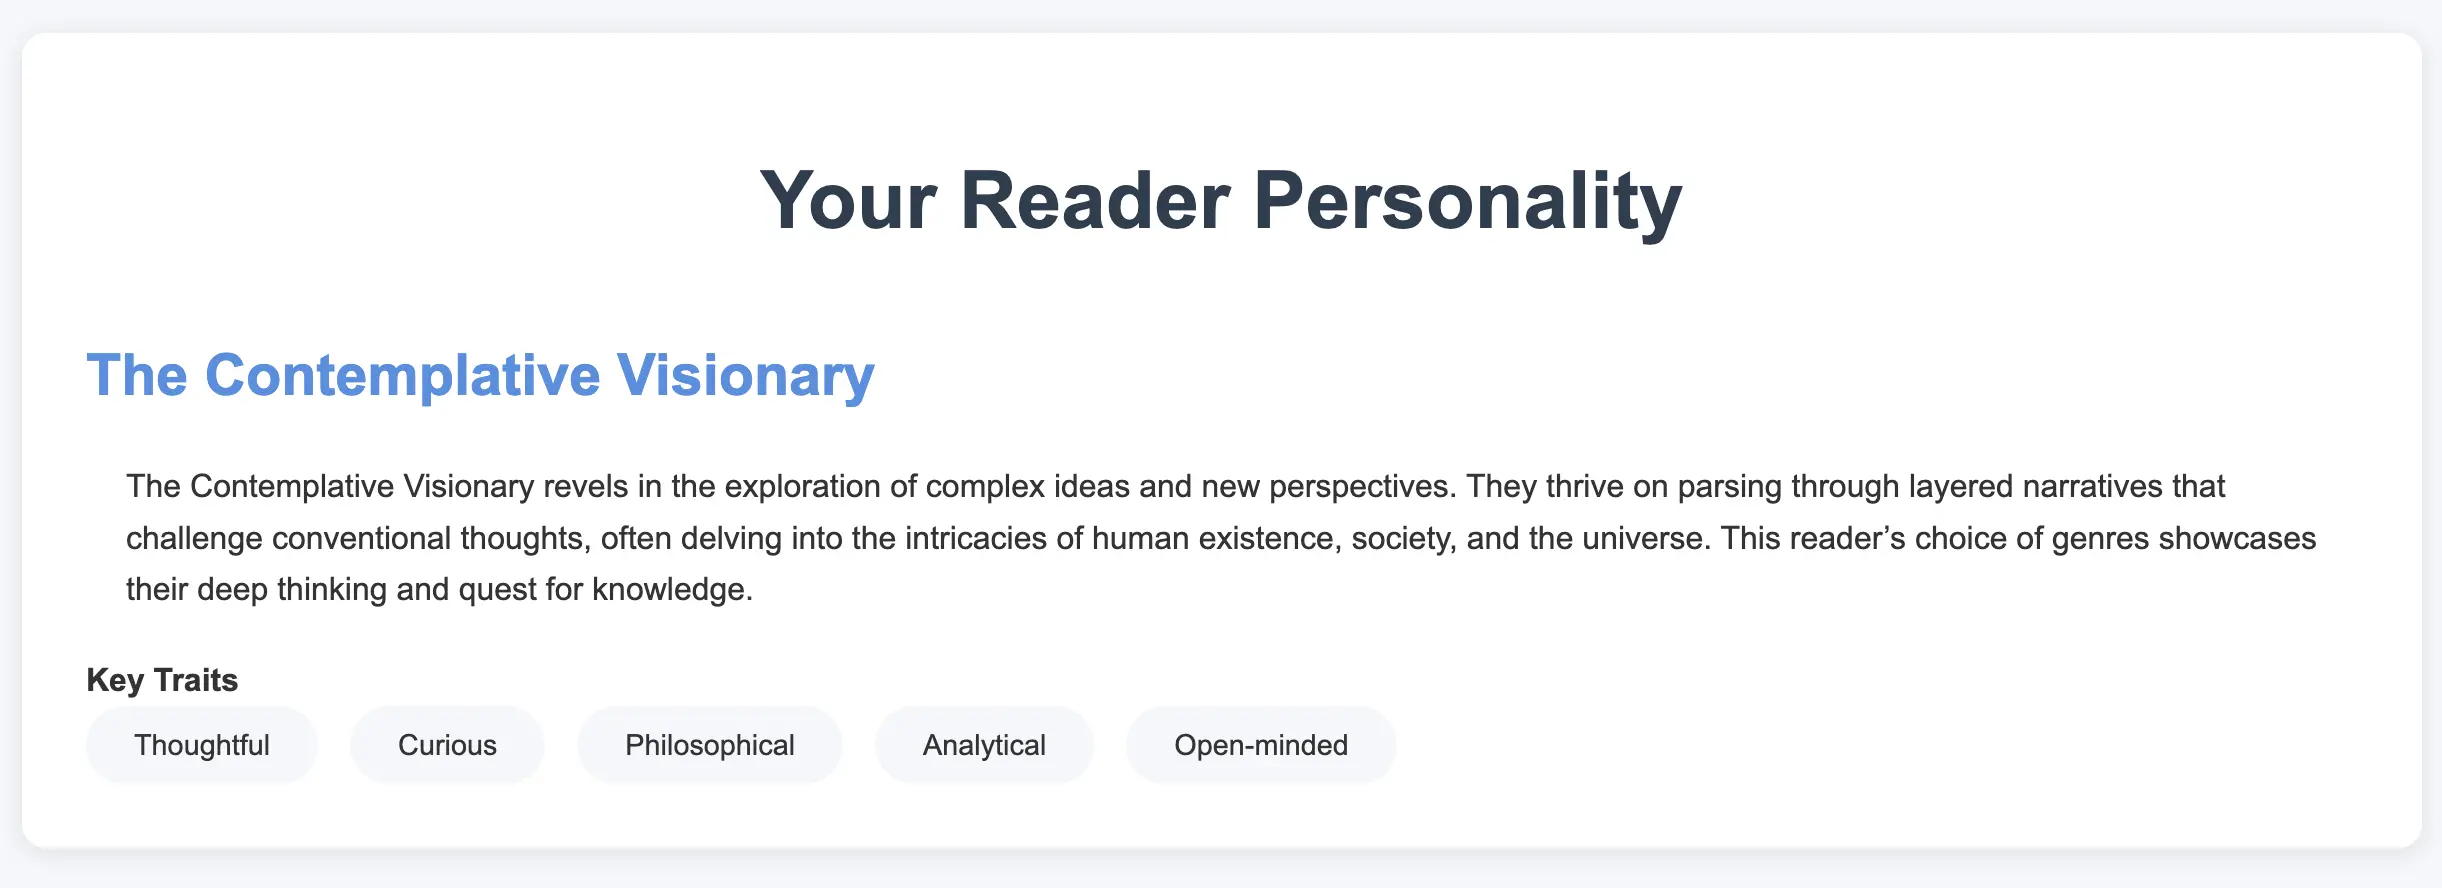 Your Reader Personality
The Contemplative Visionary
The Contemplative Visionary revels in the exploration of complex ideas and new perspectives. They thrive on parsing through layered narratives that
challenge conventional thoughts, often delving into the intricacies of human existence, society, and the universe. This reader’s choice of genres showcases
their deep thinking and quest for knowledge.
Key Traits
Thoughtful Curious Philosophical Analytical Open-minded